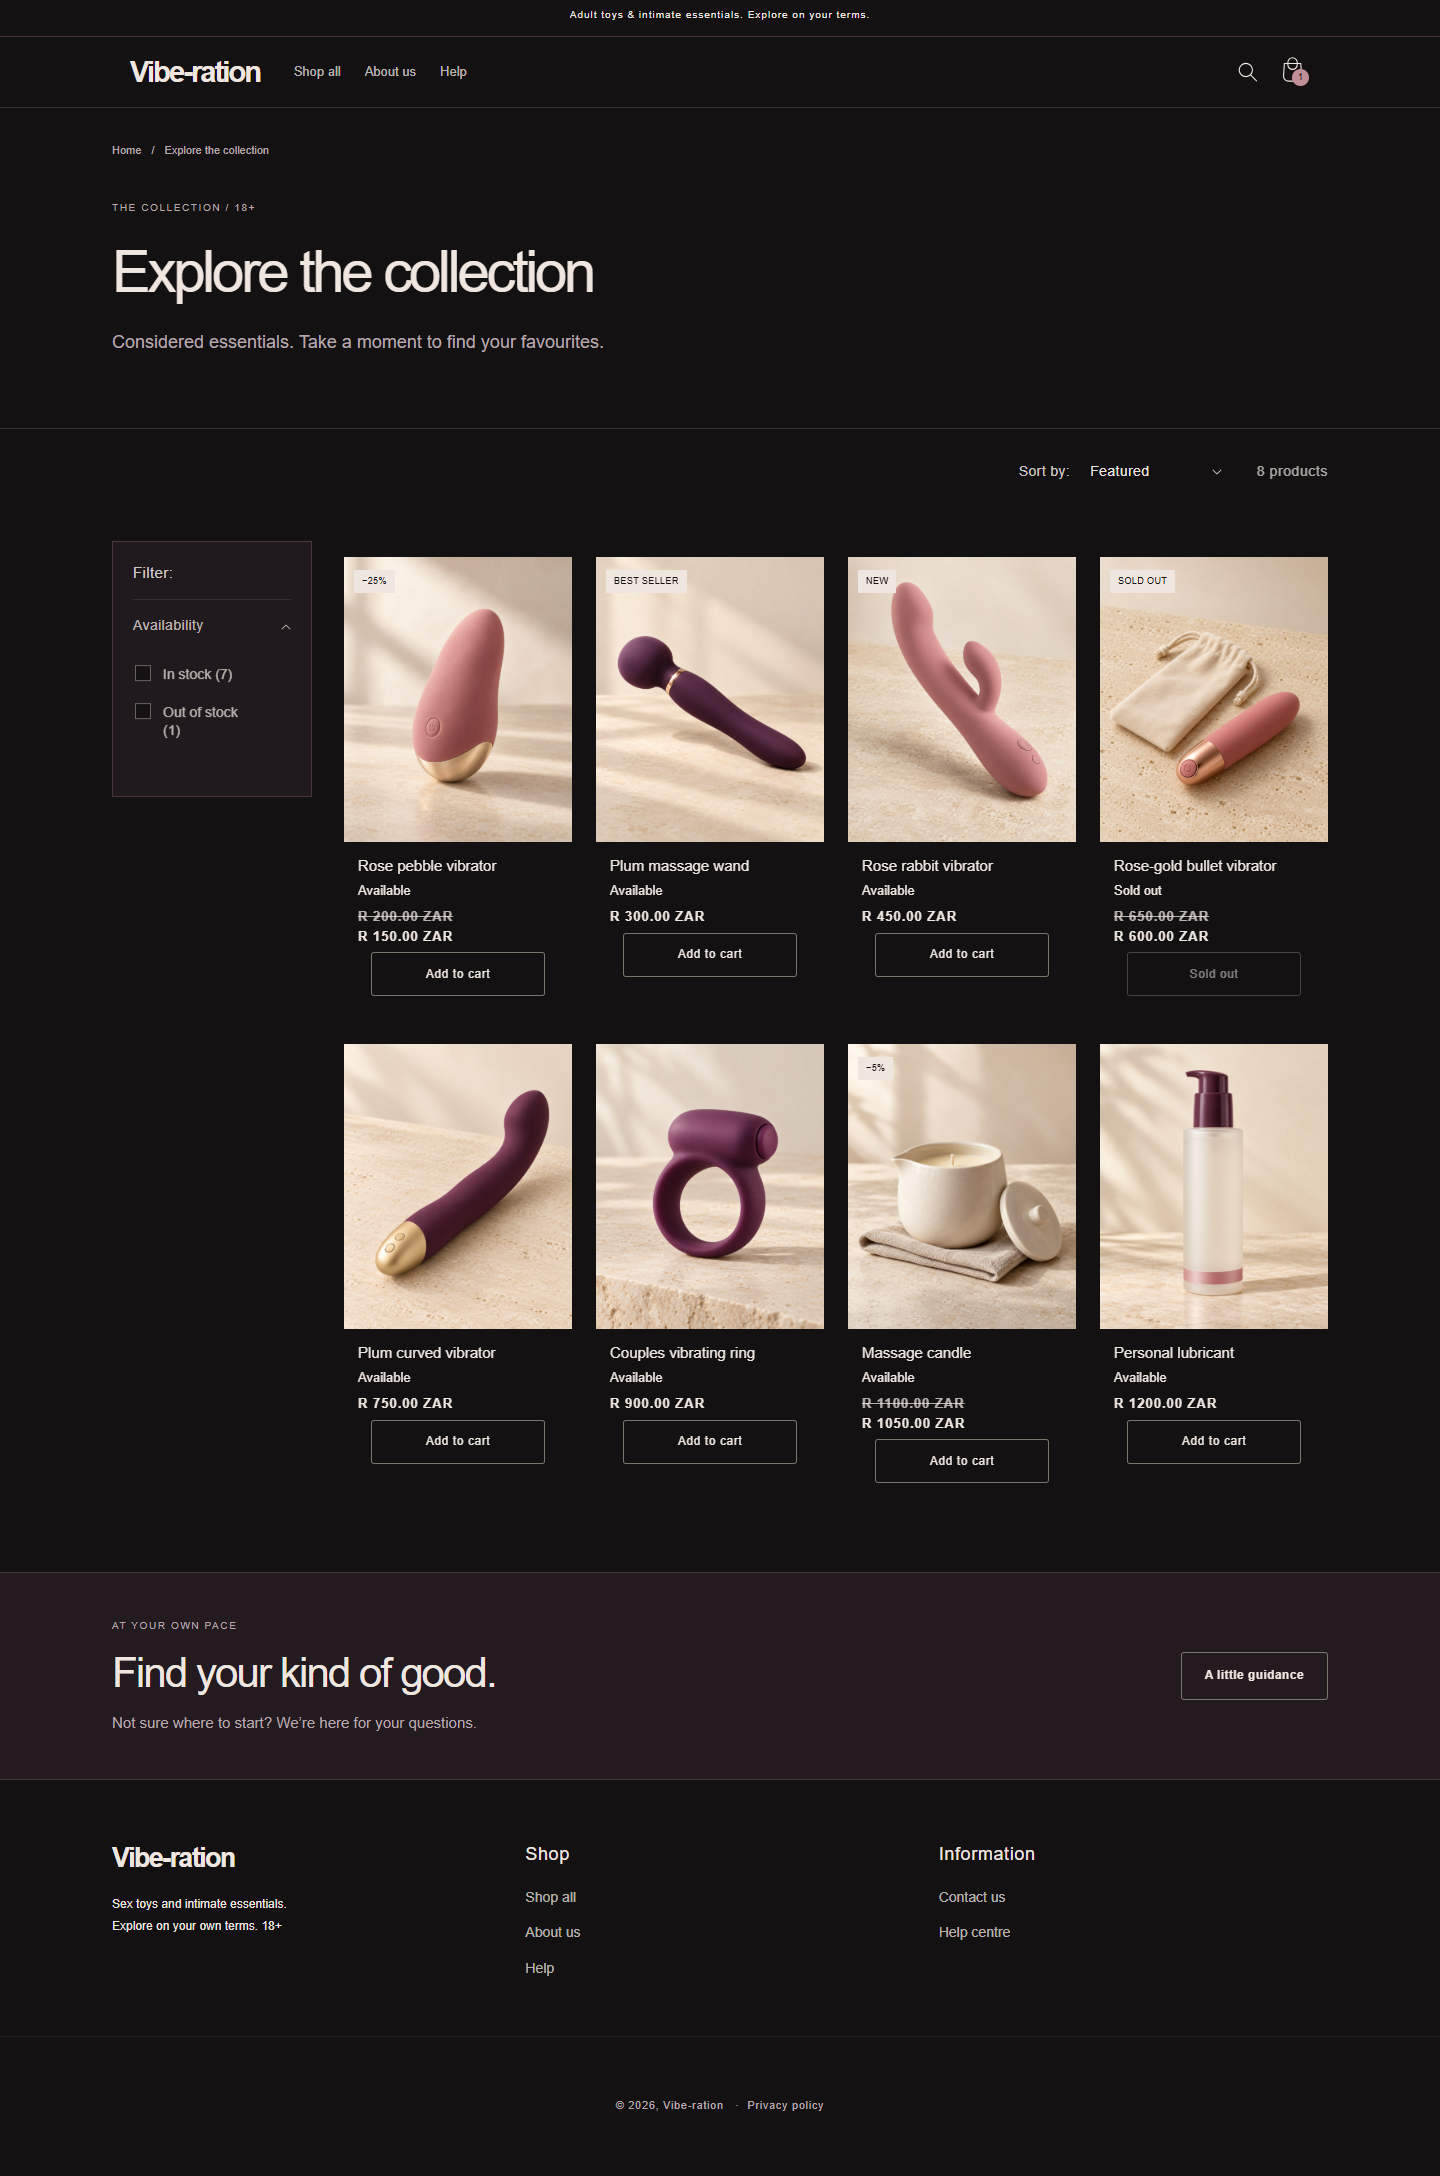 Adult toys & intimate essentials. Explore on your terms.
Vibe-ration
Shop all
About us
Help
1
Home / Explore the collection
THE COLLECTION / 18+
Explore the collection
Considered essentials. Take a moment to find your favourites.
Sort by:
Featured
8 products
Filter:
Availability
In stock (7)
Out of stock
(1)
−25%
BEST SELLER
NEW
SOLD OUT
Rose pebble vibrator
Available
R 200.00 ZAR
R 150.00 ZAR
Add to cart
Plum massage wand
Available
R 300.00 ZAR
Add to cart
Rose rabbit vibrator
Available
R 450.00 ZAR
Add to cart
Rose-gold bullet vibrator
Sold out
R 650.00 ZAR
R 600.00 ZAR
Sold out
Plum curved vibrator
Available
R 750.00 ZAR
Add to cart
Couples vibrating ring
Available
R 900.00 ZAR
Add to cart
−5%
Massage candle
Available
R 1100.00 ZAR
R 1050.00 ZAR
Add to cart
Personal lubricant
Available
R 1200.00 ZAR
Add to cart
AT YOUR OWN PACE
Find your kind of good.
Not sure where to start? We're here for your questions.
A little guidance
Vibe-ration
Sex toys and intimate essentials.
Explore on your own terms. 18+
Shop
Shop all
About us
Help
Information
Contact us
Help centre
© 2026, Vibe-ration · Privacy policy